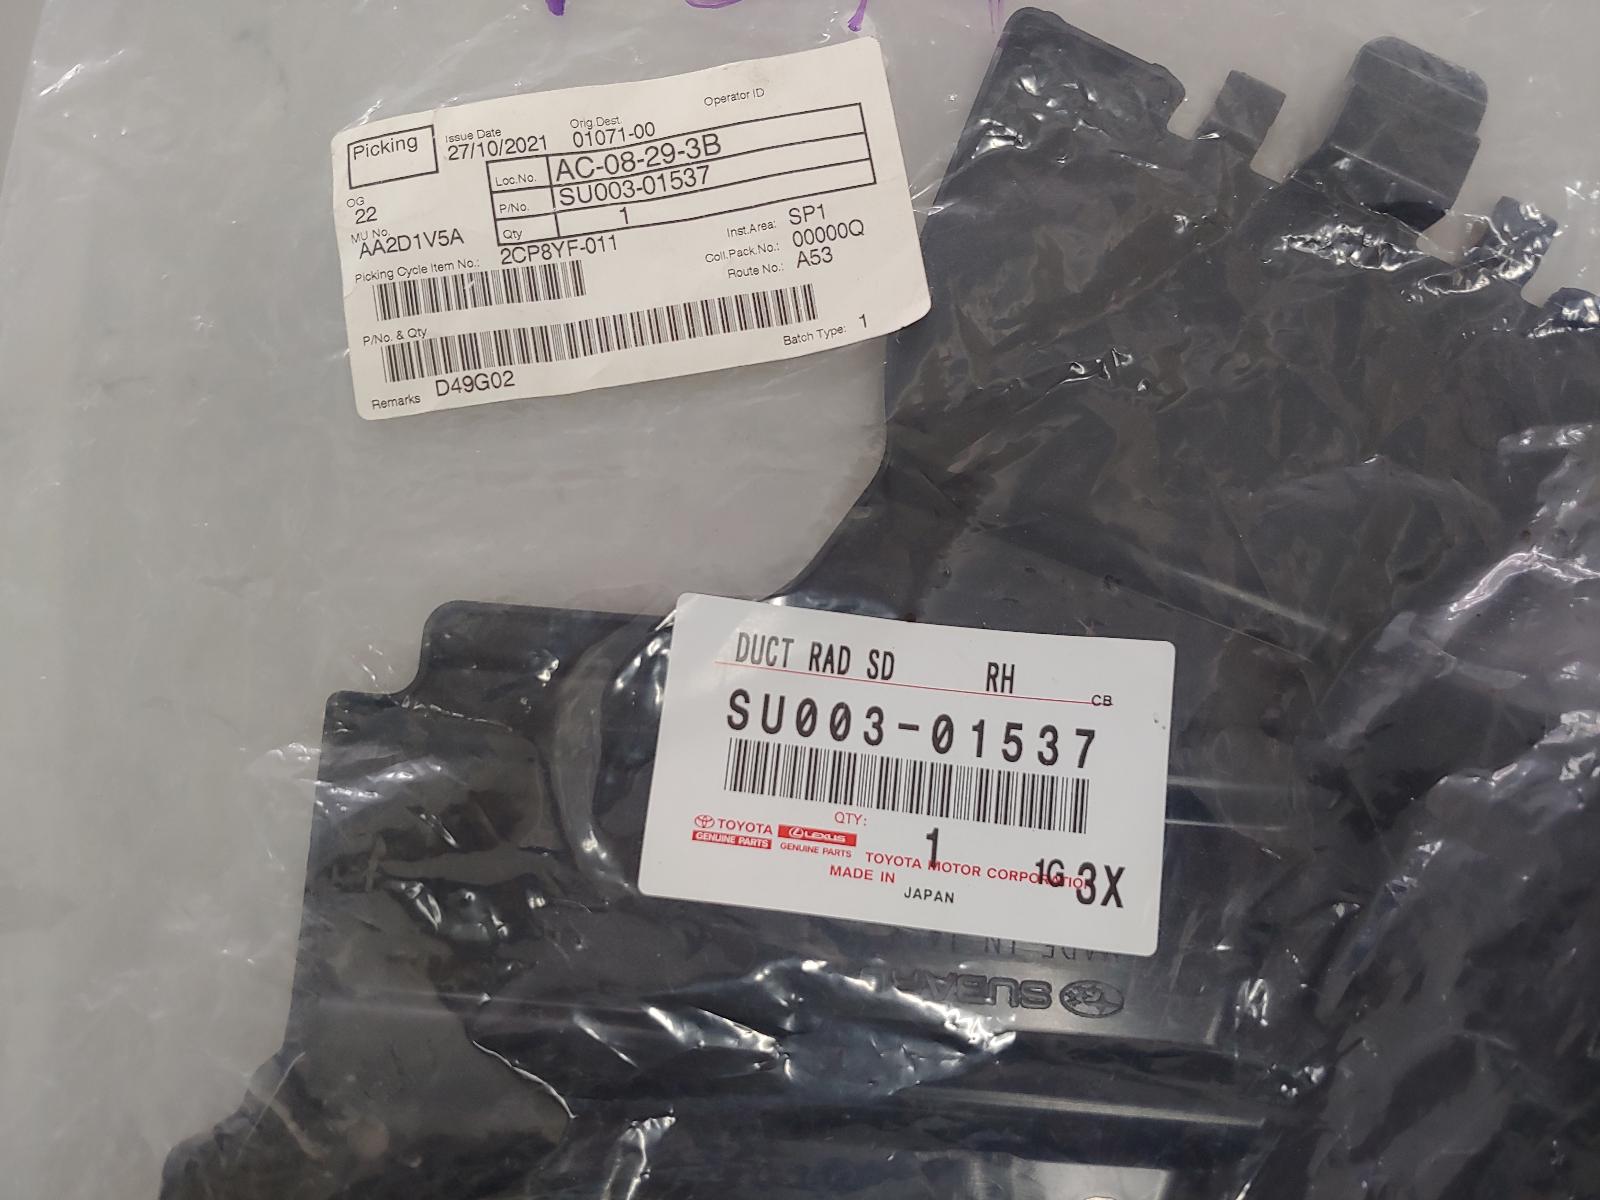 Operator ID
Picking
Issue Date
Orig.Dest.
27/10/2021
01071-00
Loc.No.
AC-08-29-3B
P/No.
SU003-01537
Qty
1
OG
22
MU No.
AA2D1V5A
Picking Cycle Item No.:
2CP8YF-011
Inst.Area:
SP1
Coll.Pack.No.:
00000Q
Route No.:
A53
P/No. & Qty
Batch Type: 1
Remarks
D49G02
DUCT RAD SD RH
CB
SU003-01537
QTY:
1
TOYOTA
GENUINE PARTS
LEXUS
GENUINE PARTS
TOYOTA MOTOR CORPORATION
1G 3X
MADE IN
JAPAN
MADE IN
SUBARU